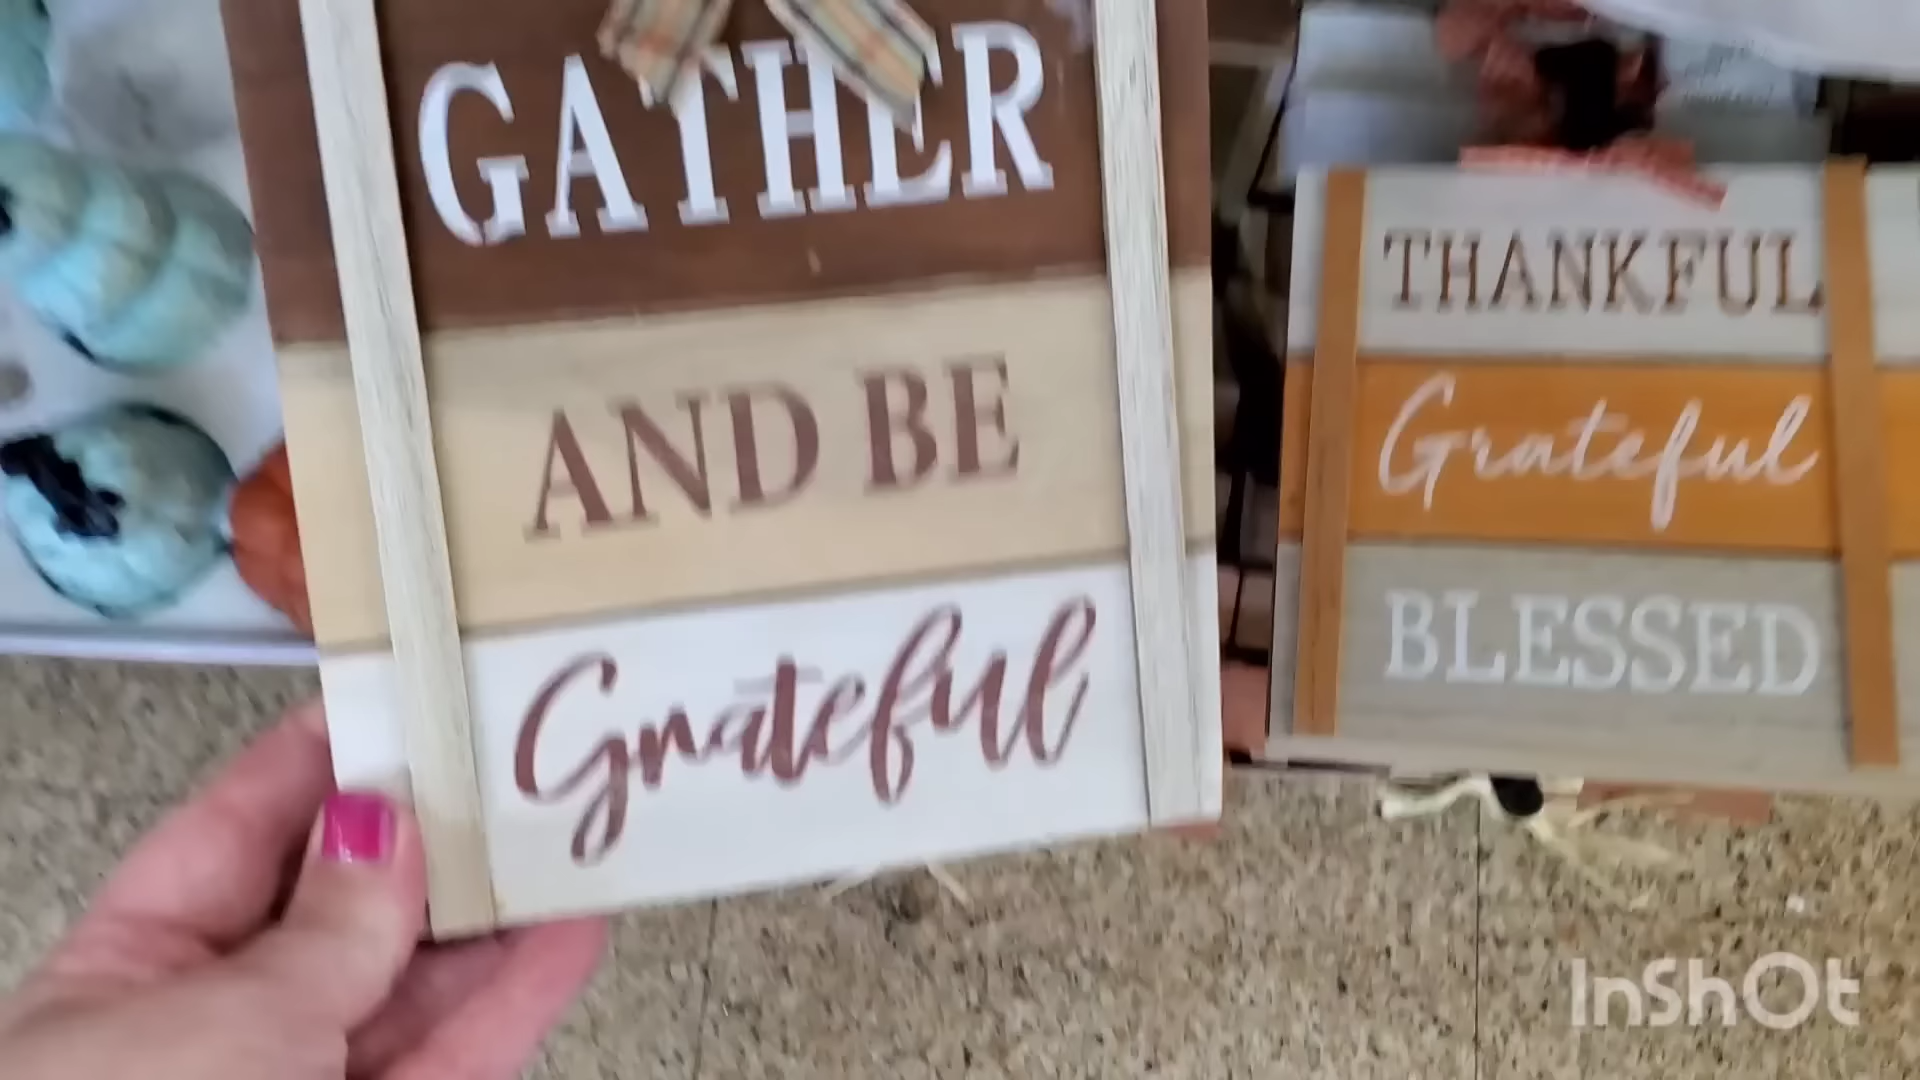 GATHER
AND BE
Grateful
THANKFUL
Grateful
BLESSED
InShOt